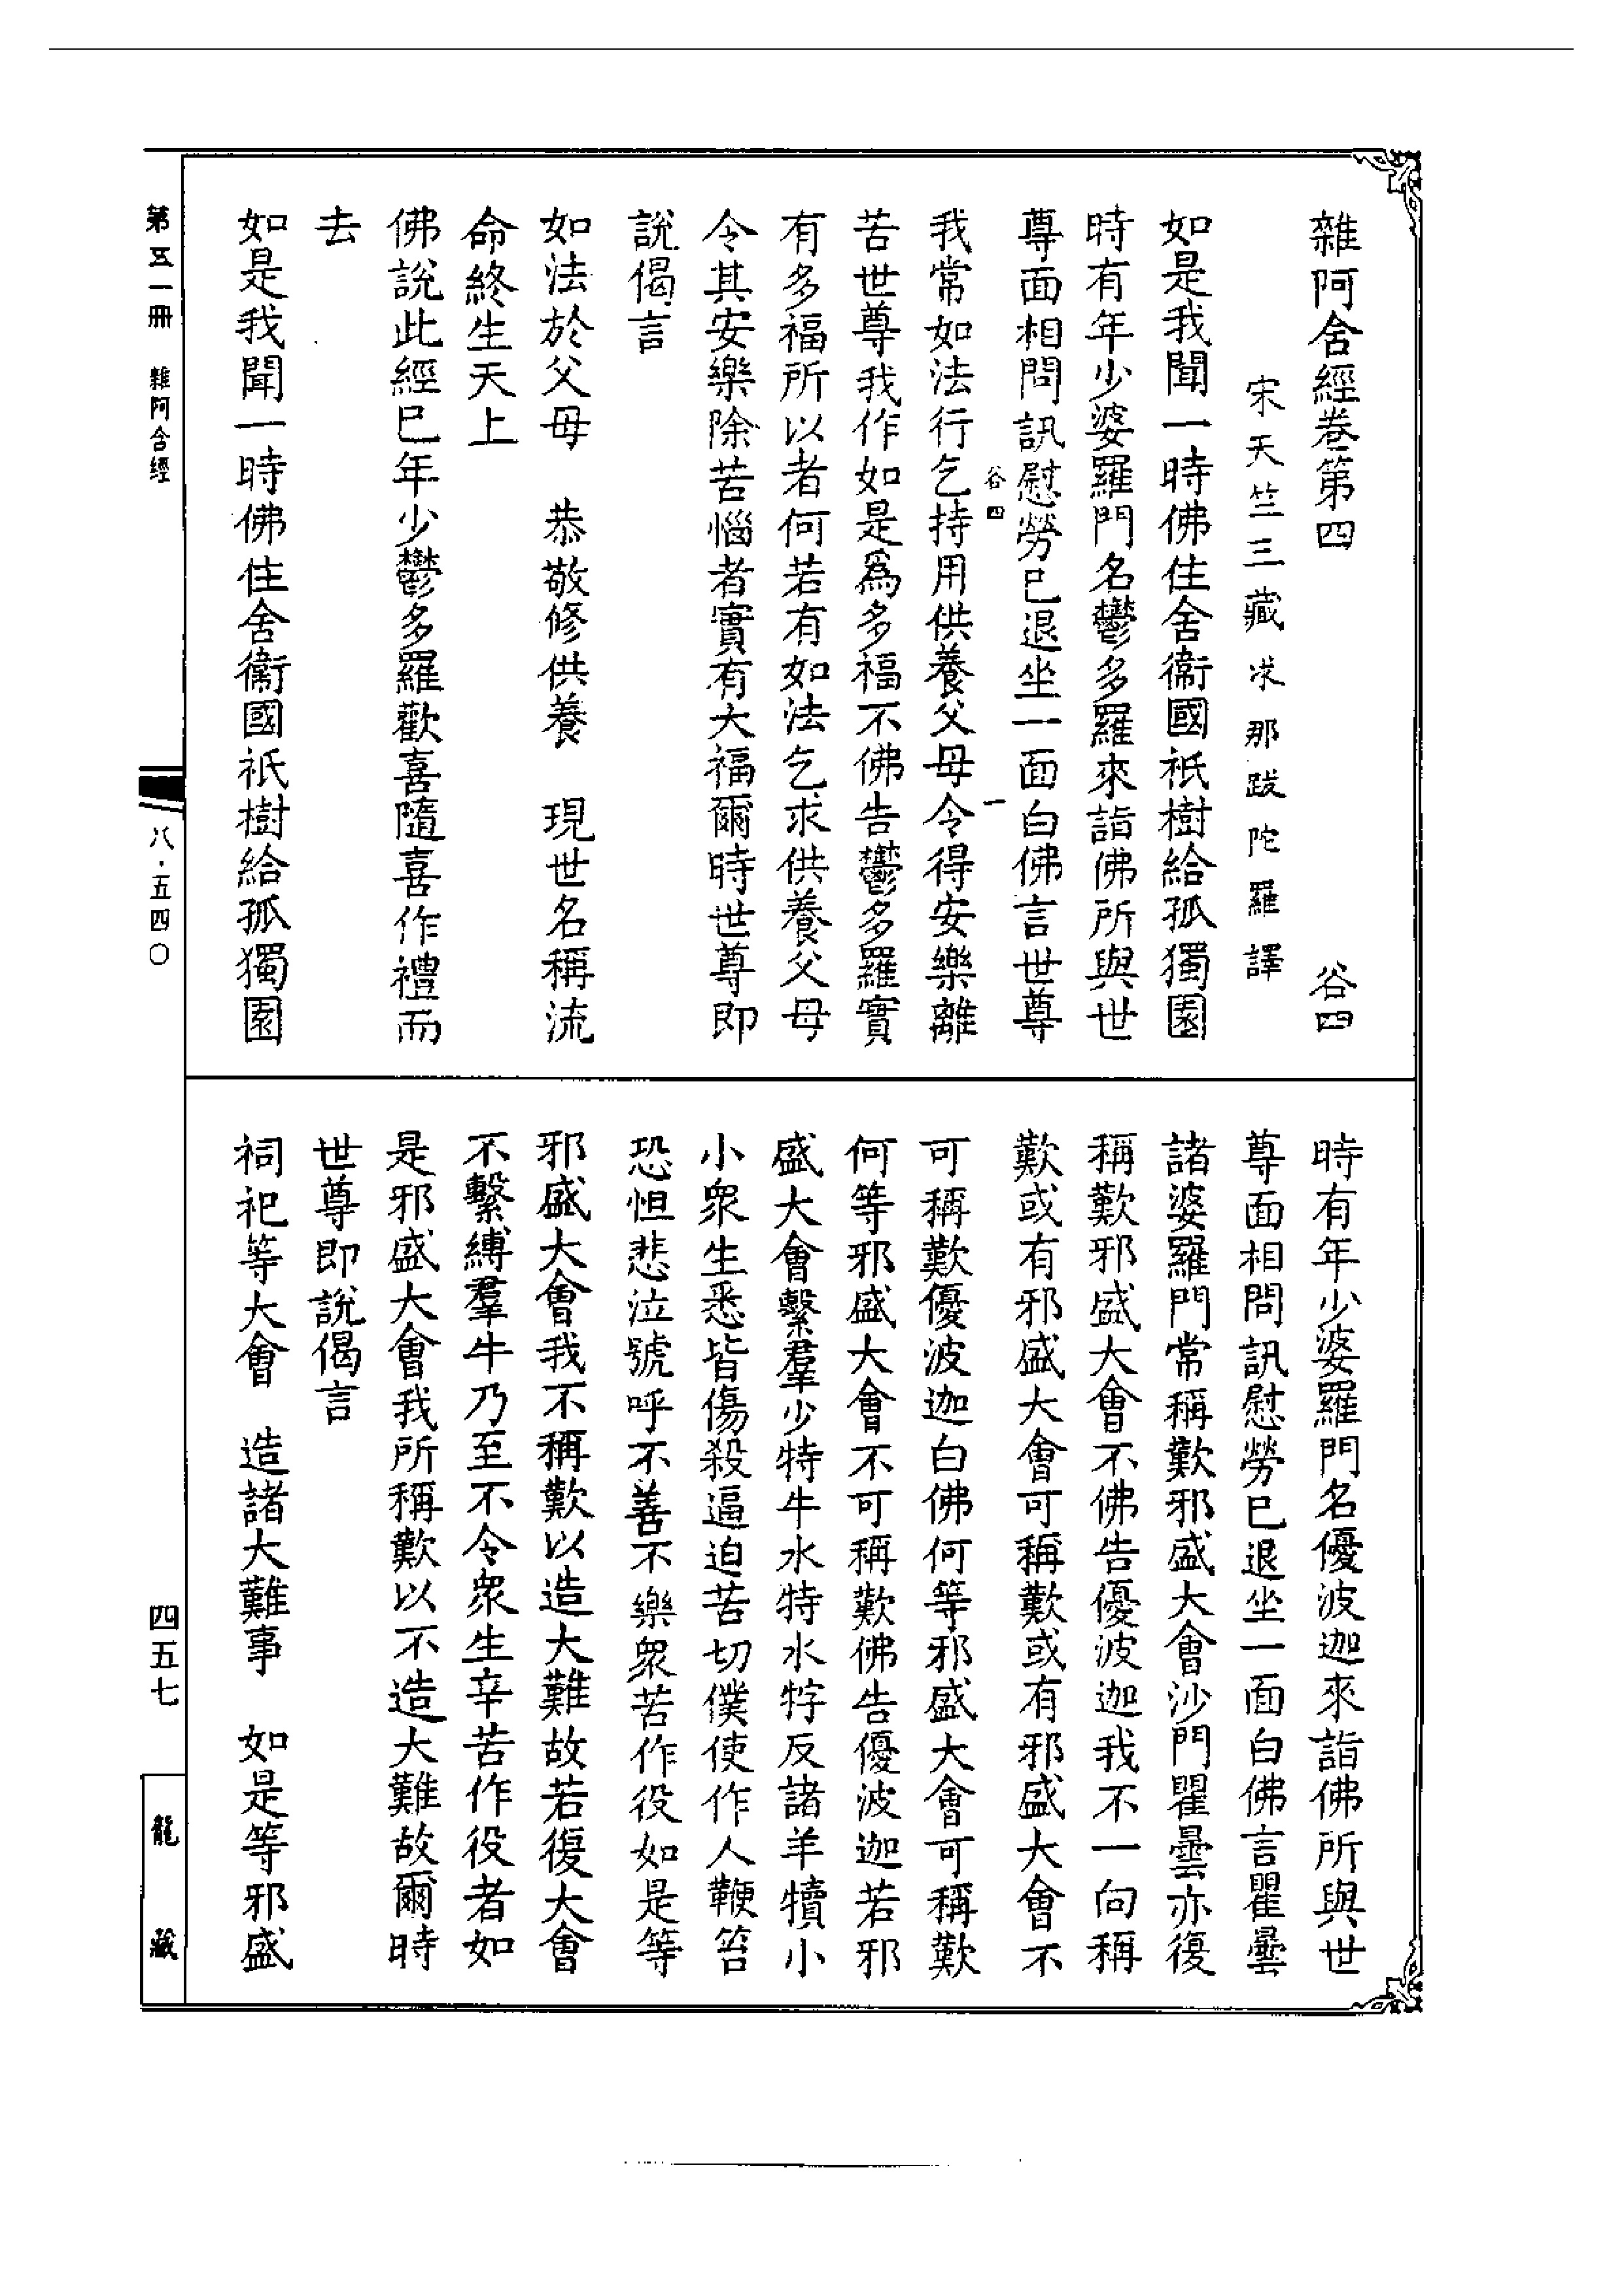 雜阿含經卷第四　谷四
宋天竺三藏求那跋陀羅譯
如是我聞一時佛住舍衞國祇樹給孤獨園
時有年少婆羅門名鬱多羅來詣佛所與世
尊面相問訊慰勞已退坐一面白佛言世尊
谷四　一
我常如法行乞持用供養父母令得安樂離
苦世尊我作如是爲多福不佛告鬱多羅實
有多福所以者何若有如法乞求供養父母
令其安樂除苦惱者實有大福爾時世尊即
說偈言
如法於父母　恭敬修供養　現世名稱流
命終生天上
佛說此經已年少鬱多羅歡喜隨喜作禮而
去
如是我聞一時佛住舍衞國祇樹給孤獨園
時有年少婆羅門名優波迦來詣佛所與世
尊面相問訊慰勞已退坐一面白佛言瞿曇
諸婆羅門常稱歎邪盛大會沙門瞿曇亦復
稱歎邪盛大會不佛告優波迦我不一向稱
歎或有邪盛大會可稱歎或有邪盛大會不
可稱歎優波迦白佛何等邪盛大會可稱歎
何等邪盛大會不可稱歎佛告優波迦若邪
盛大會繫羣少特牛水特水牸反諸羊犢小
小衆生悉皆傷殺逼迫苦切僕使作人鞭笞
恐怛悲泣號呼不善不樂衆苦作役如是等
邪盛大會我不稱歎以造大難故若復大會
不繫縛羣牛乃至不令衆生辛苦作役者如
是邪盛大會我所稱歎以不造大難故爾時
世尊即說偈言
祠祀等大會　造諸大難事　如是等邪盛
第五一冊　雜阿含經
八·五四〇
四五七
龍藏